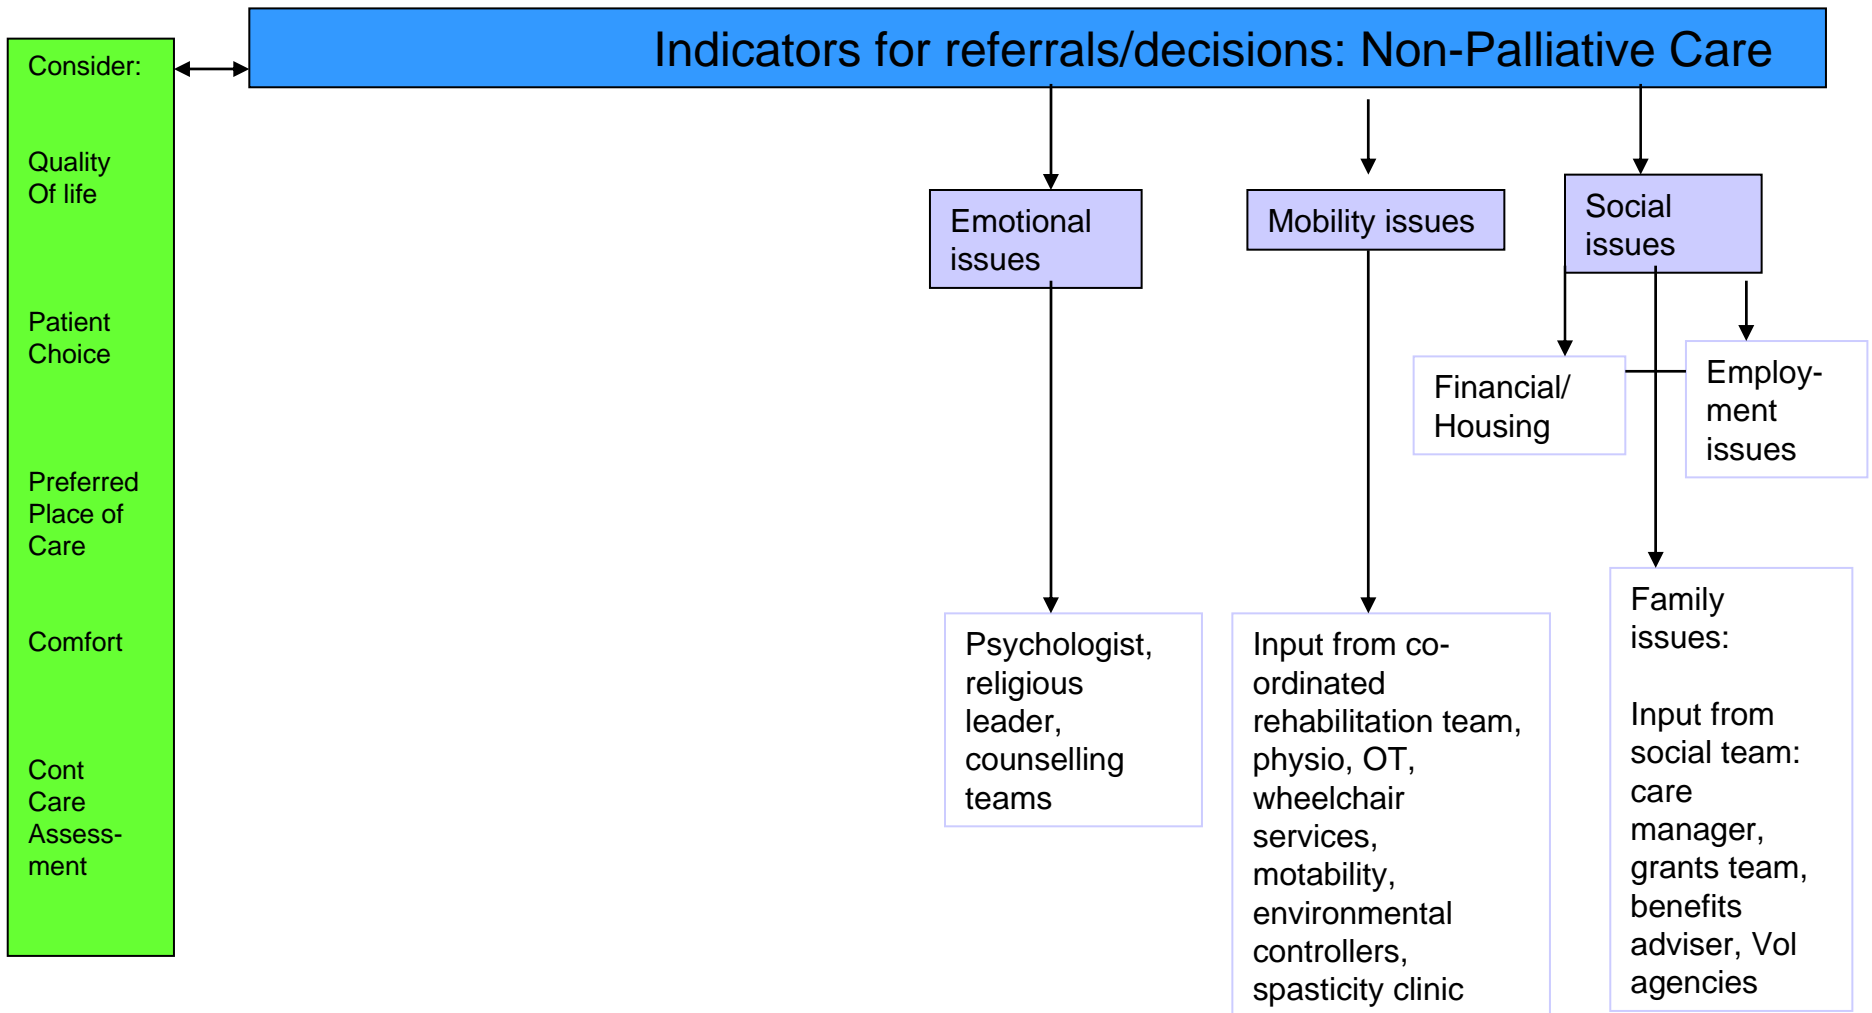 Indicators for referrals/decisions: Non-Palliative Care
Consider:
Quality
Of life
Patient
Choice
Preferred
Place of
Care
Comfort
Cont
Care
Assess-
ment
Emotional
issues
Mobility issues
Social
issues
Financial/
Housing
Employ-
ment
issues
Psychologist,
religious
leader,
counselling
teams
Input from co-
ordinated
rehabilitation team,
physio, OT,
wheelchair
services,
motability,
environmental
controllers,
spasticity clinic
Family
issues:
Input from
social team:
care
manager,
grants team,
benefits
adviser, Vol
agencies